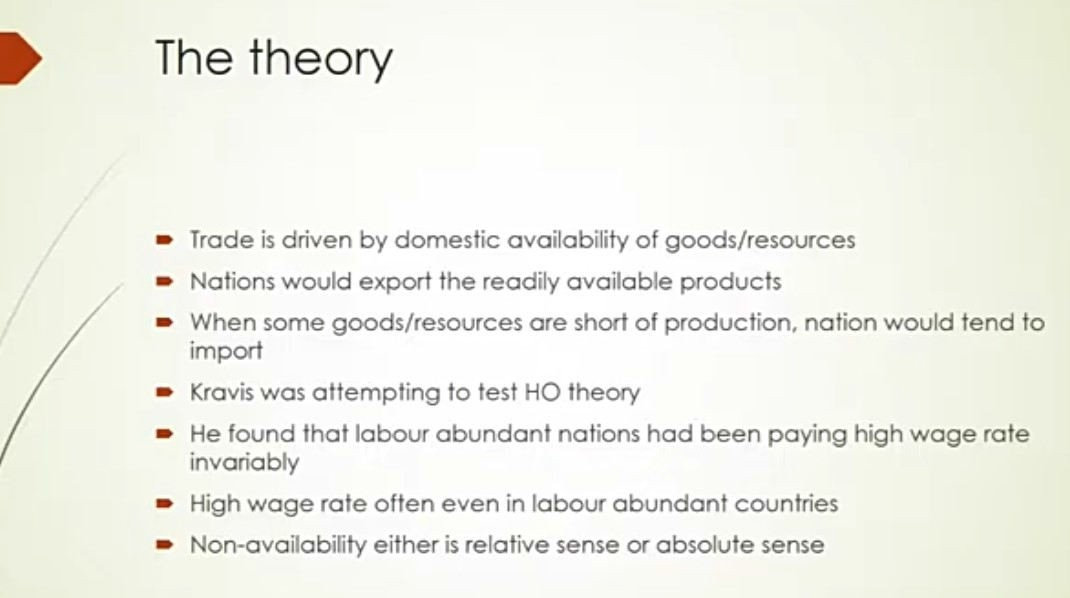 The theory
Trade is driven by domestic availability of goods/resources
Nations would export the readily available products
When some goods/resources are short of production, nation would tend to
import
Kravis was attempting to test HO theory
He found that labour abundant nations had been paying high wage rate
invariably
High wage rate often even in labour abundant countries
Non-availability either is relative sense or absolute sense